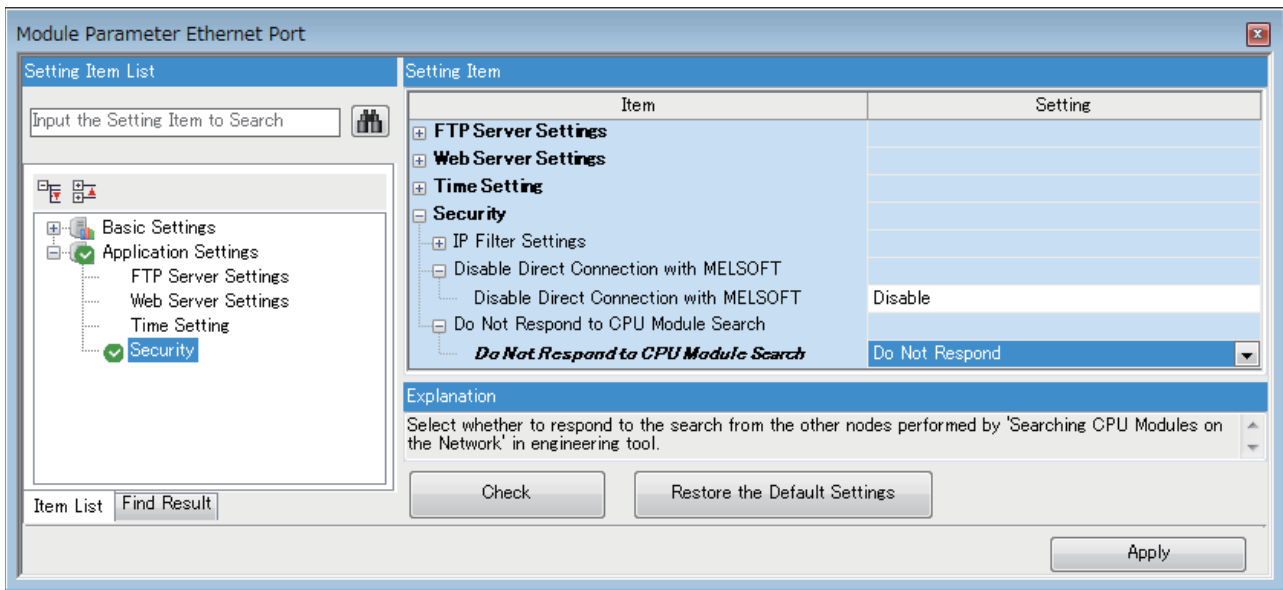 Module Parameter Ethernet Port
Setting Item List
Input the Setting Item to Search
Basic Settings
Application Settings
FTP Server Settings
Web Server Settings
Time Setting
Security
Item List
Find Result
Setting Item
Item Setting
FTP Server Settings
Web Server Settings
Time Setting
Security
IP Filter Settings
Disable Direct Connection with MELSOFT
Disable Direct Connection with MELSOFT Disable
Do Not Respond to CPU Module Search
Do Not Respond to CPU Module Search Do Not Respond
Explanation
Select whether to respond to the search from the other nodes performed by 'Searching CPU Modules on
the Network' in engineering tool.
Check
Restore the Default Settings
Apply